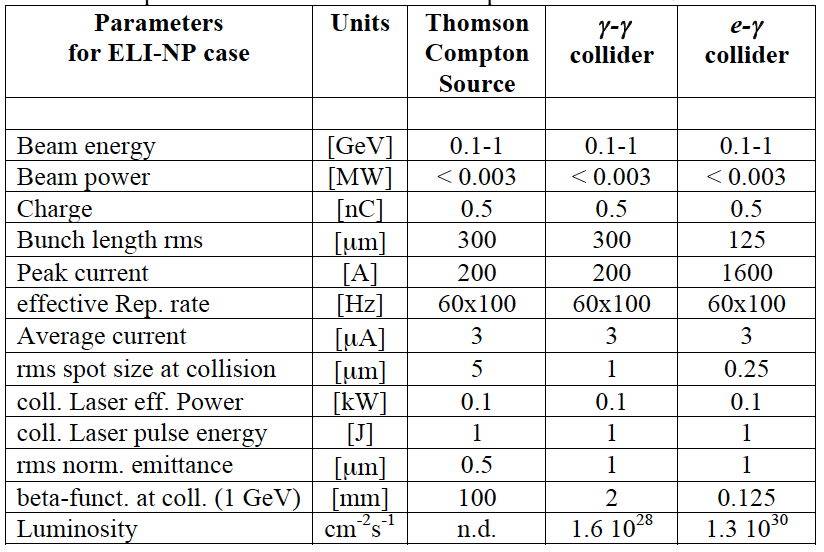 Parameters Units Thomson γ-γ e-γ
for ELI-NP case Compton collider collider
Source
Beam energy [GeV] 0.1-1 0.1-1 0.1-1
Beam power [MW] < 0.003 < 0.003 < 0.003
Charge [nC] 0.5 0.5 0.5
Bunch length rms [μm] 300 300 125
Peak current [A] 200 200 1600
effective Rep. rate [Hz] 60x100 60x100 60x100
Average current [μA] 3 3 3
rms spot size at collision [μm] 5 1 0.25
coll. Laser eff. Power [kW] 0.1 0.1 0.1
coll. Laser pulse energy [J] 1 1 1
rms norm. emittance [μm] 0.5 1 1
beta-funct. at coll. (1 GeV) [mm] 100 2 0.125
Luminosity cm⁻²s⁻¹ n.d. 1.6 10²⁸ 1.3 10³⁰